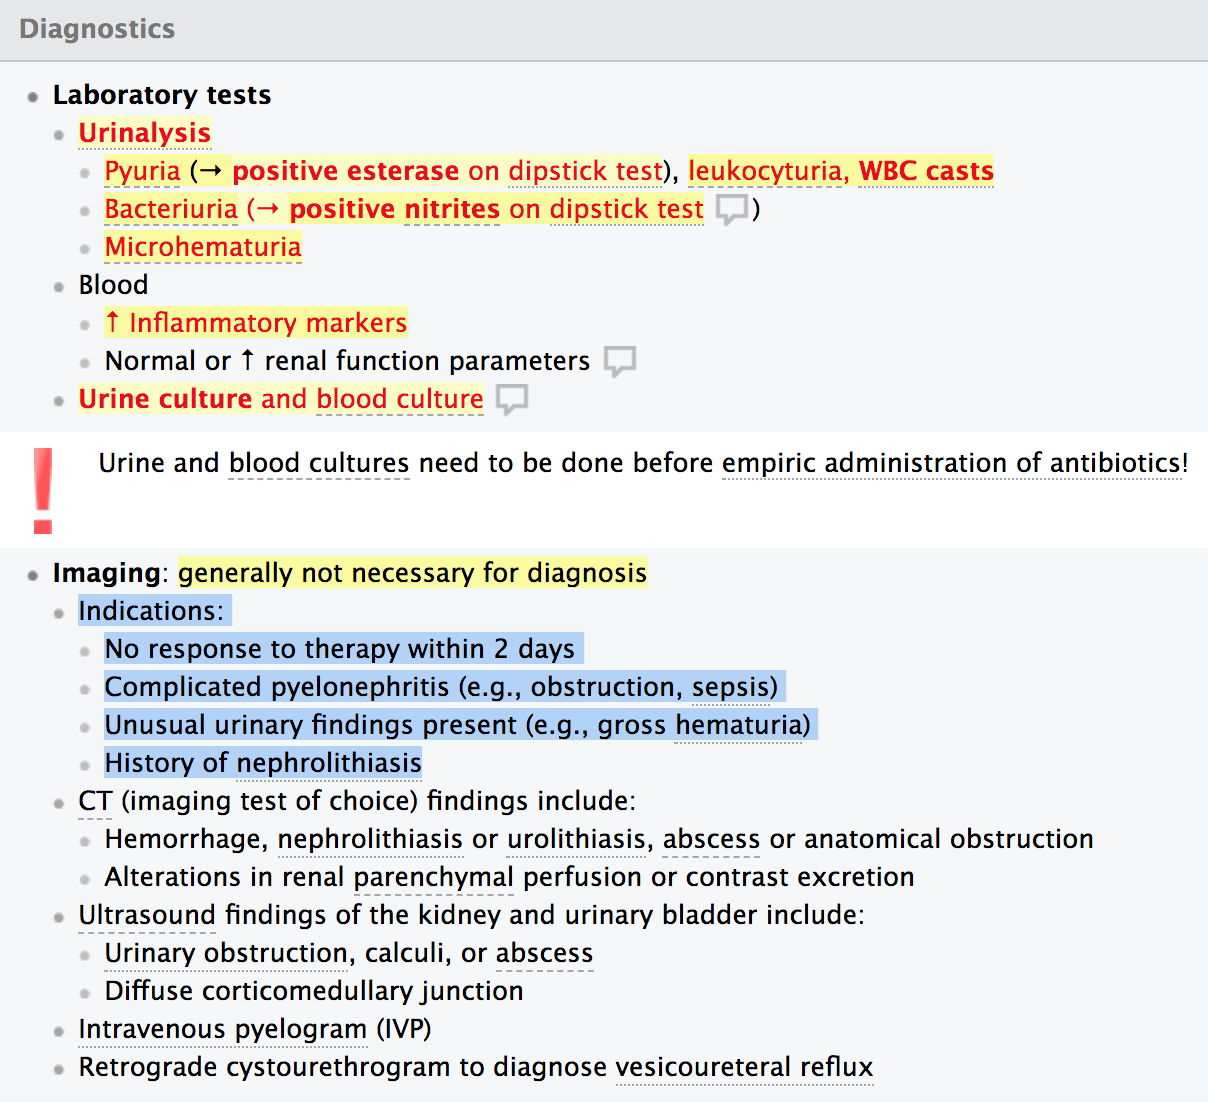 Diagnostics
Laboratory tests
Urinalysis
Pyuria (→ positive esterase on dipstick test), leukocyturia, WBC casts
Bacteriuria (→ positive nitrites on dipstick test )
Microhematuria
Blood
↑ Inflammatory markers
Normal or ↑ renal function parameters
Urine culture and blood culture
! Urine and blood cultures need to be done before empiric administration of antibiotics!
Imaging: generally not necessary for diagnosis
Indications:
No response to therapy within 2 days
Complicated pyelonephritis (e.g., obstruction, sepsis)
Unusual urinary findings present (e.g., gross hematuria)
History of nephrolithiasis
CT (imaging test of choice) findings include:
Hemorrhage, nephrolithiasis or urolithiasis, abscess or anatomical obstruction
Alterations in renal parenchymal perfusion or contrast excretion
Ultrasound findings of the kidney and urinary bladder include:
Urinary obstruction, calculi, or abscess
Diffuse corticomedullary junction
Intravenous pyelogram (IVP)
Retrograde cystourethrogram to diagnose vesicoureteral reflux